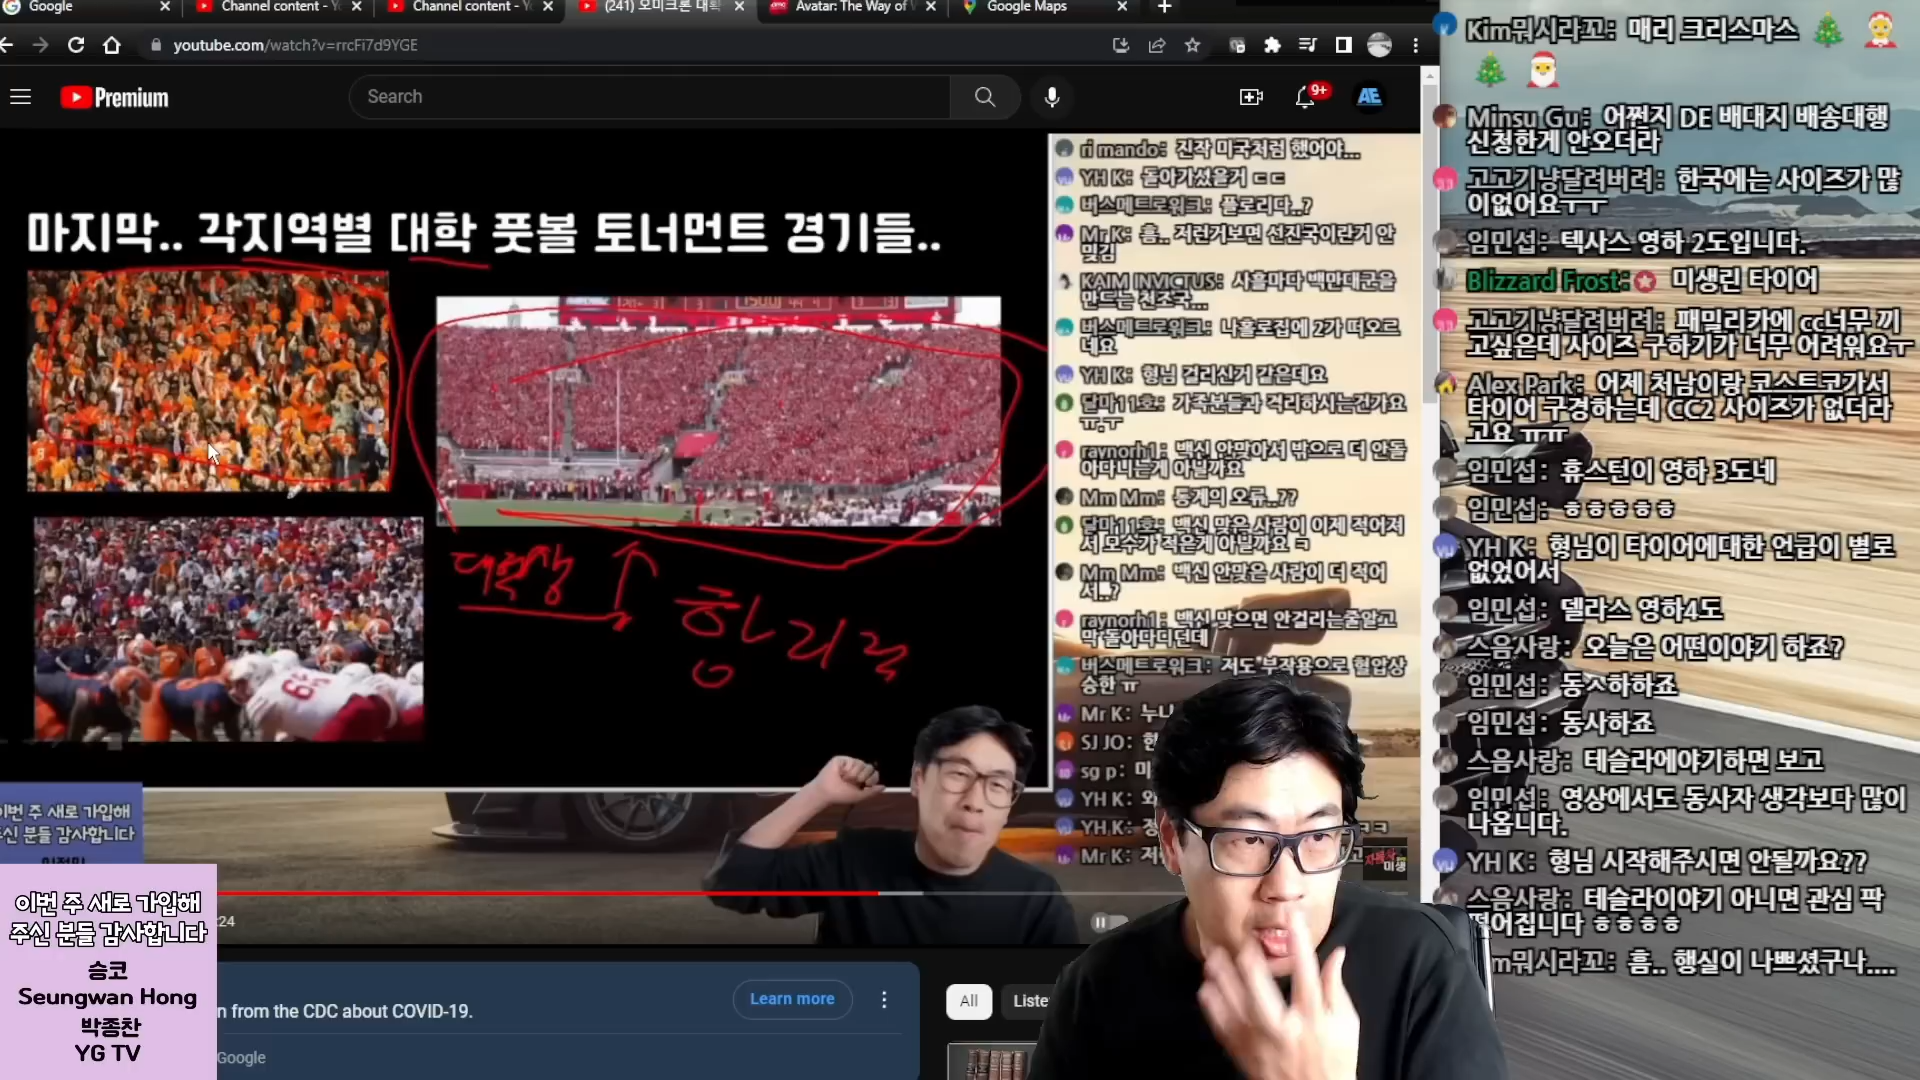 Google
Channel content - Y
Channel content - Y
(241) 오미크론 대확
Avatar: The Way of
Google Maps
youtube.com/watch?v=rrcFi7d9YGE
Premium
Search
9+
AE
마지막.. 각지역별 대학 풋볼 토너먼트 경기들..
대학상
항
리그
ri mando: 진작 미국처럼 했어야...
YH K: 돌아가셨을거 ㄷㄷ
버스메트로워크: 플로리다..?
Mr K: 흠.. 저런거보면 선진국이란거 안
맞김
KAIM INVICTUS: 사흘마다 백만대군을
만드는 천조국...
버스메트로워크: 나홀로집에 2가 떠오르
네요
YH K: 형님 걸리신거 같은데요
달마11호: 가족분들과 격리하시는건가요
raynorh1: 백신 안맞아서 밖으로 더 안돌
아다니는게 아닐까요
Mm Mm: 통계의 오류..??
달마11호: 백신 맞은 사람이 이제 적어져
서 모수가 적은게 아닐까요 ㅋ
Mm Mm: 백신 안맞은 사람이 더 적어
서..?
raynorh1: 백신 맞으면 안걸리는줄알고
막 돌아다디던데
버스메트로워크: 저도 부작용으로 혈압상
승한 ㅠ
Mr K: 누
SJ JO: 한
sg p: 미
YH K: 와
YH K: 정
Mr K: 저
미생
이번 주 새로 가입해
주신 분들 감사합니다
:24
이번 주 새로 가입해
주신 분들 감사합니다
승코
Seungwan Hong
박종찬
YG TV
n from the CDC about COVID-19.
Learn more
Google
All
Liste
Kim뭐시라꼬: 매리 크리스마스
Minsu Gu: 어쩐지 DE 배대지 배송대행
신청한게 안오더라
고고기냥달려버려: 한국에는 사이즈가 많
이없어요ㅜㅜ
임민섭: 텍사스 영하 2도입니다.
Blizzard Frost: 미생린 타이어
고고기냥달려버려: 패밀리카에 cc너무 끼
고싶은데 사이즈 구하기가 너무 어려워요ㅜ
Alex Park: 어제 처남이랑 코스트코가서
타이어 구경하는데 CC2 사이즈가 없더라
고요 ㅠㅠ
임민섭: 휴스턴이 영하 3도네
임민섭: ㅎㅎㅎㅎㅎ
YH K: 형님이 타이어에대한 언급이 별로
없었어서
임민섭: 델라스 영하4도
스음사랑: 오늘은 어떤이야기 하죠?
임민섭: 동ㅅ하하죠
임민섭: 동사하죠
스음사랑: 테슬라에야기하면 보고
임민섭: 영상에서도 동사자 생각보다 많이
나옵니다.
YH K: 형님 시작해주시면 안될까요??
스음사랑: 테슬라이야기 아니면 관심 팍
떨어집니다 ㅎㅎㅎㅎ
m뭐시라꼬: 흠.. 행실이 나쁘셨구나....